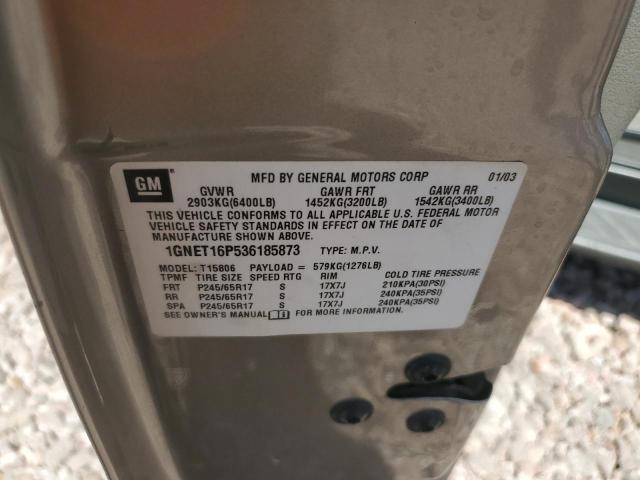 GM
MFD BY GENERAL MOTORS CORP 01/03
GVWR GAWR FRT GAWR RR
2903KG(6400LB) 1452KG(3200LB) 1542KG(3400LB)
THIS VEHICLE CONFORMS TO ALL APPLICABLE U.S. FEDERAL MOTOR
VEHICLE SAFETY STANDARDS IN EFFECT ON THE DATE OF
MANUFACTURE SHOWN ABOVE.
1GNET16P536185873 TYPE: M.P.V.
MODEL: T15806 PAYLOAD = 579KG(1276LB)
TPMF TIRE SIZE SPEED RTG RIM COLD TIRE PRESSURE
FRT P245/65R17 S 17X7J 210KPA(30PSI)
RR P245/65R17 S 17X7J 240KPA(35PSI)
SPA P245/65R17 S 17X7J 240KPA(35PSI)
SEE OWNER'S MANUAL FOR MORE INFORMATION.